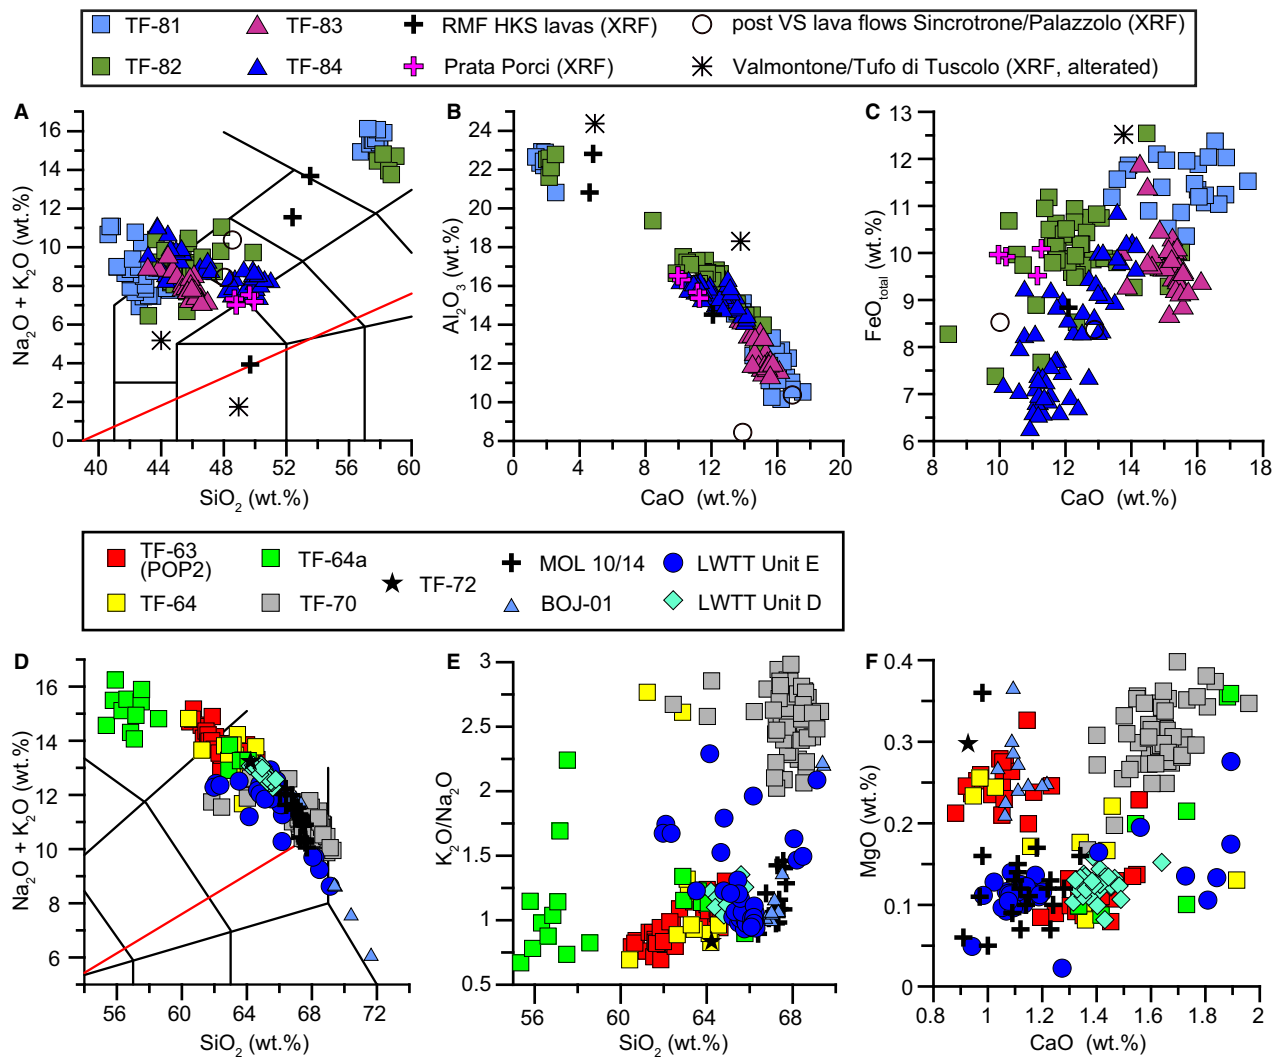 TF-81 TF-83 RMF HKS lavas (XRF) post VS lava flows Sincrotrone/Palazzolo (XRF)
TF-82 TF-84 Prata Porci (XRF) Valmontone/Tufo di Tuscolo (XRF, alterated)
A
16
14
12
10
8
6
4
2
0
Na₂O + K₂O (wt.%)
40 44 48 52 56 60
SiO₂ (wt.%)
B
24
22
20
18
16
14
12
10
8
Al₂O₃ (wt.%)
0 4 8 12 16 20
CaO (wt.%)
C
13
12
11
10
9
8
7
6
FeOtotal (wt.%)
8 10 12 14 16 18
CaO (wt.%)
TF-63 TF-64a MOL 10/14 LWTT Unit E
(POP2) TF-72
TF-64 TF-70 BOJ-01 LWTT Unit D
D
16
14
12
10
8
6
Na₂O + K₂O (wt.%)
56 60 64 68 72
SiO₂ (wt.%)
E
3
2.5
2
1.5
1
0.5
K₂O/Na₂O
56 60 64 68
SiO₂ (wt.%)
F
0.4
0.3
0.2
0.1
0
MgO (wt.%)
0.8 1 1.2 1.4 1.6 1.8 2
CaO (wt.%)